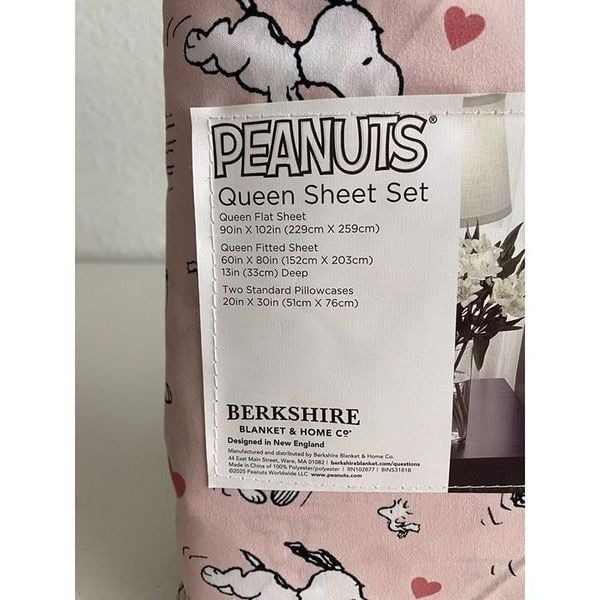 PEANUTS®
Queen Sheet Set
Queen Flat Sheet
90in X 102in (229cm X 259cm)
Queen Fitted Sheet
60in X 80in (152cm X 203cm)
13in (33cm) Deep
Two Standard Pillowcases
20in X 30in (51cm X 76cm)
BERKSHIRE
BLANKET & HOME Co®
Designed in New England
Manufactured and distributed by Berkshire Blanket & Home Co.
44 East Main Street, Ware, MA 01082 | berkshireblanket.com/questions
Made in China of 100% Polyester/polyester | RN102877 | BINS3181B
©2025 Peanuts Worldwide LLC www.peanuts.com